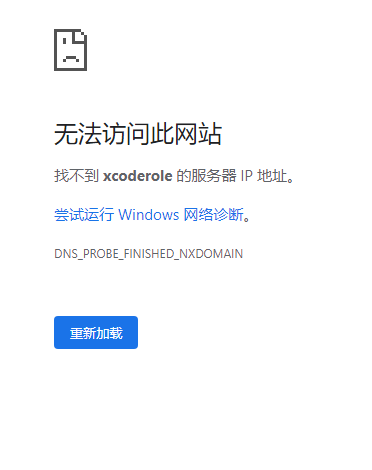 无法访问此网站
找不到 xcoderole 的服务器 IP 地址。
尝试运行 Windows 网络诊断。
DNS_PROBE_FINISHED_NXDOMAIN
重新加载